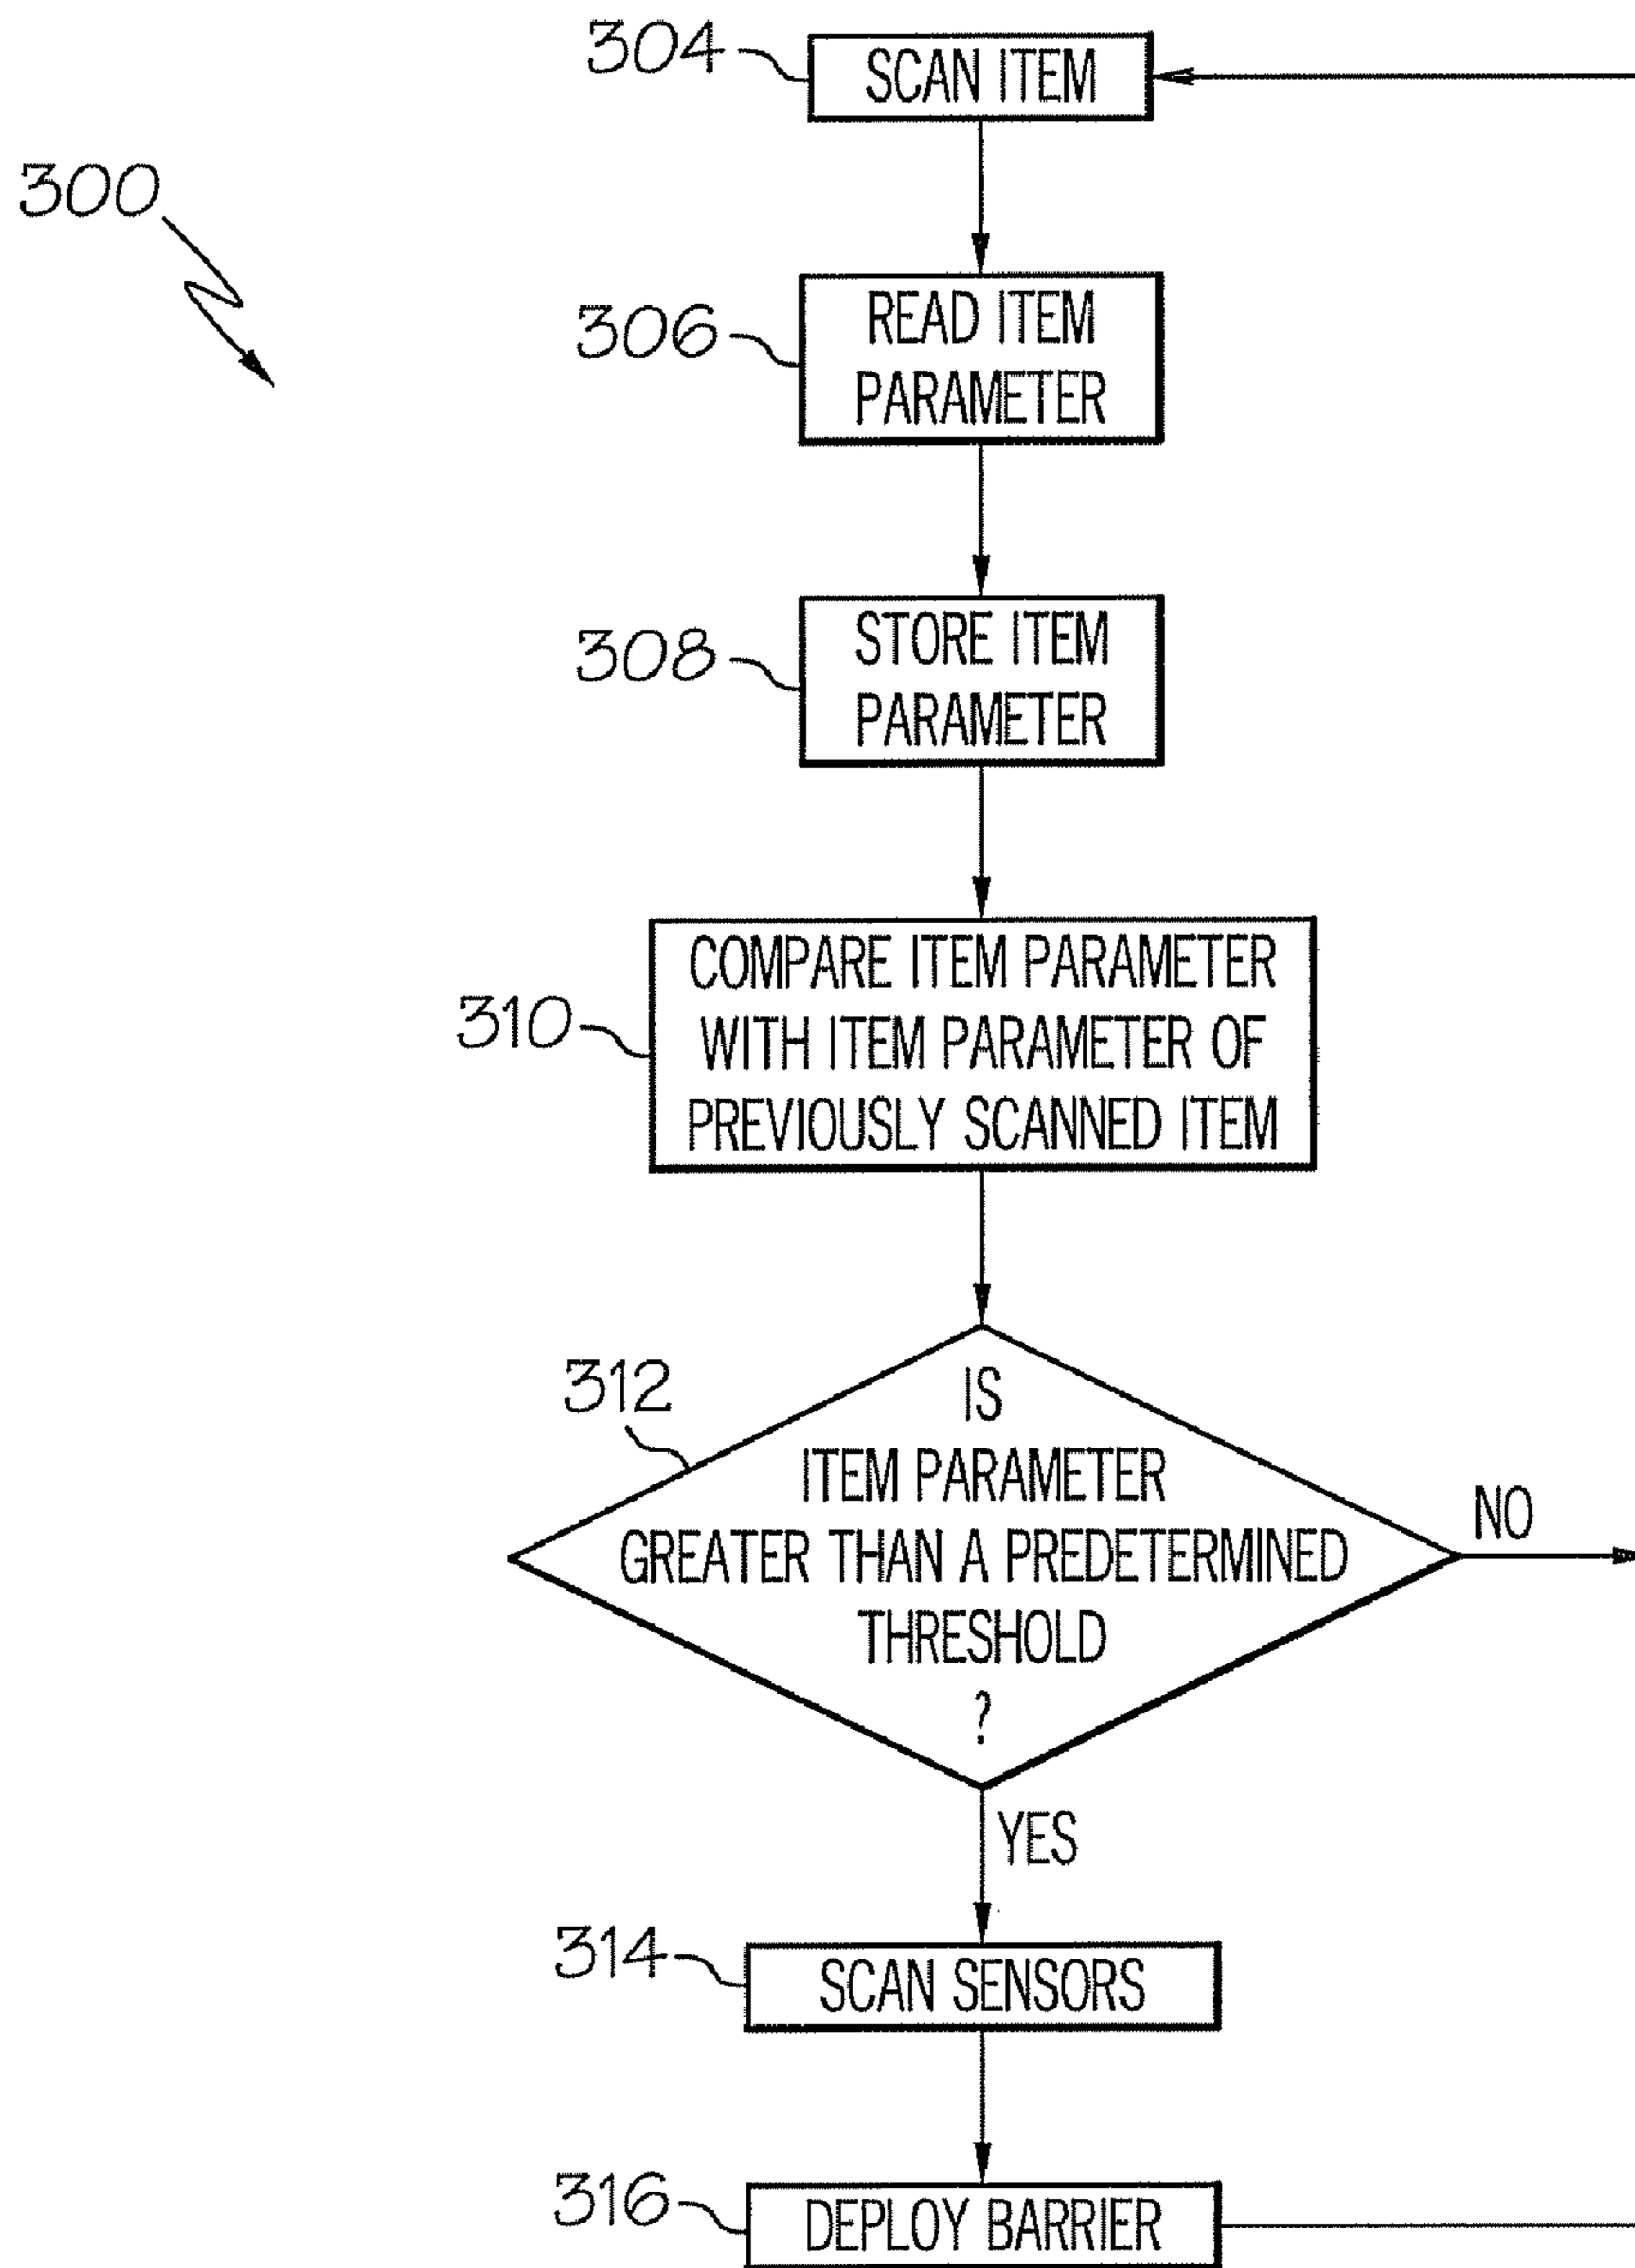 304
SCAN ITEM
300
306
READ ITEM
PARAMETER
308
STORE ITEM
PARAMETER
310
COMPARE ITEM PARAMETER
WITH ITEM PARAMETER OF
PREVIOUSLY SCANNED ITEM
312
IS
ITEM PARAMETER
GREATER THAN A PREDETERMINED
THRESHOLD
?
NO
YES
314
SCAN SENSORS
316
DEPLOY BARRIER